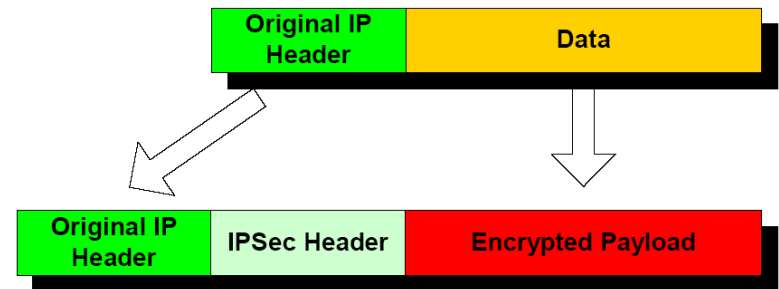 Original IP
Header
Data
Original IP
Header
IPSec Header
Encrypted Payload